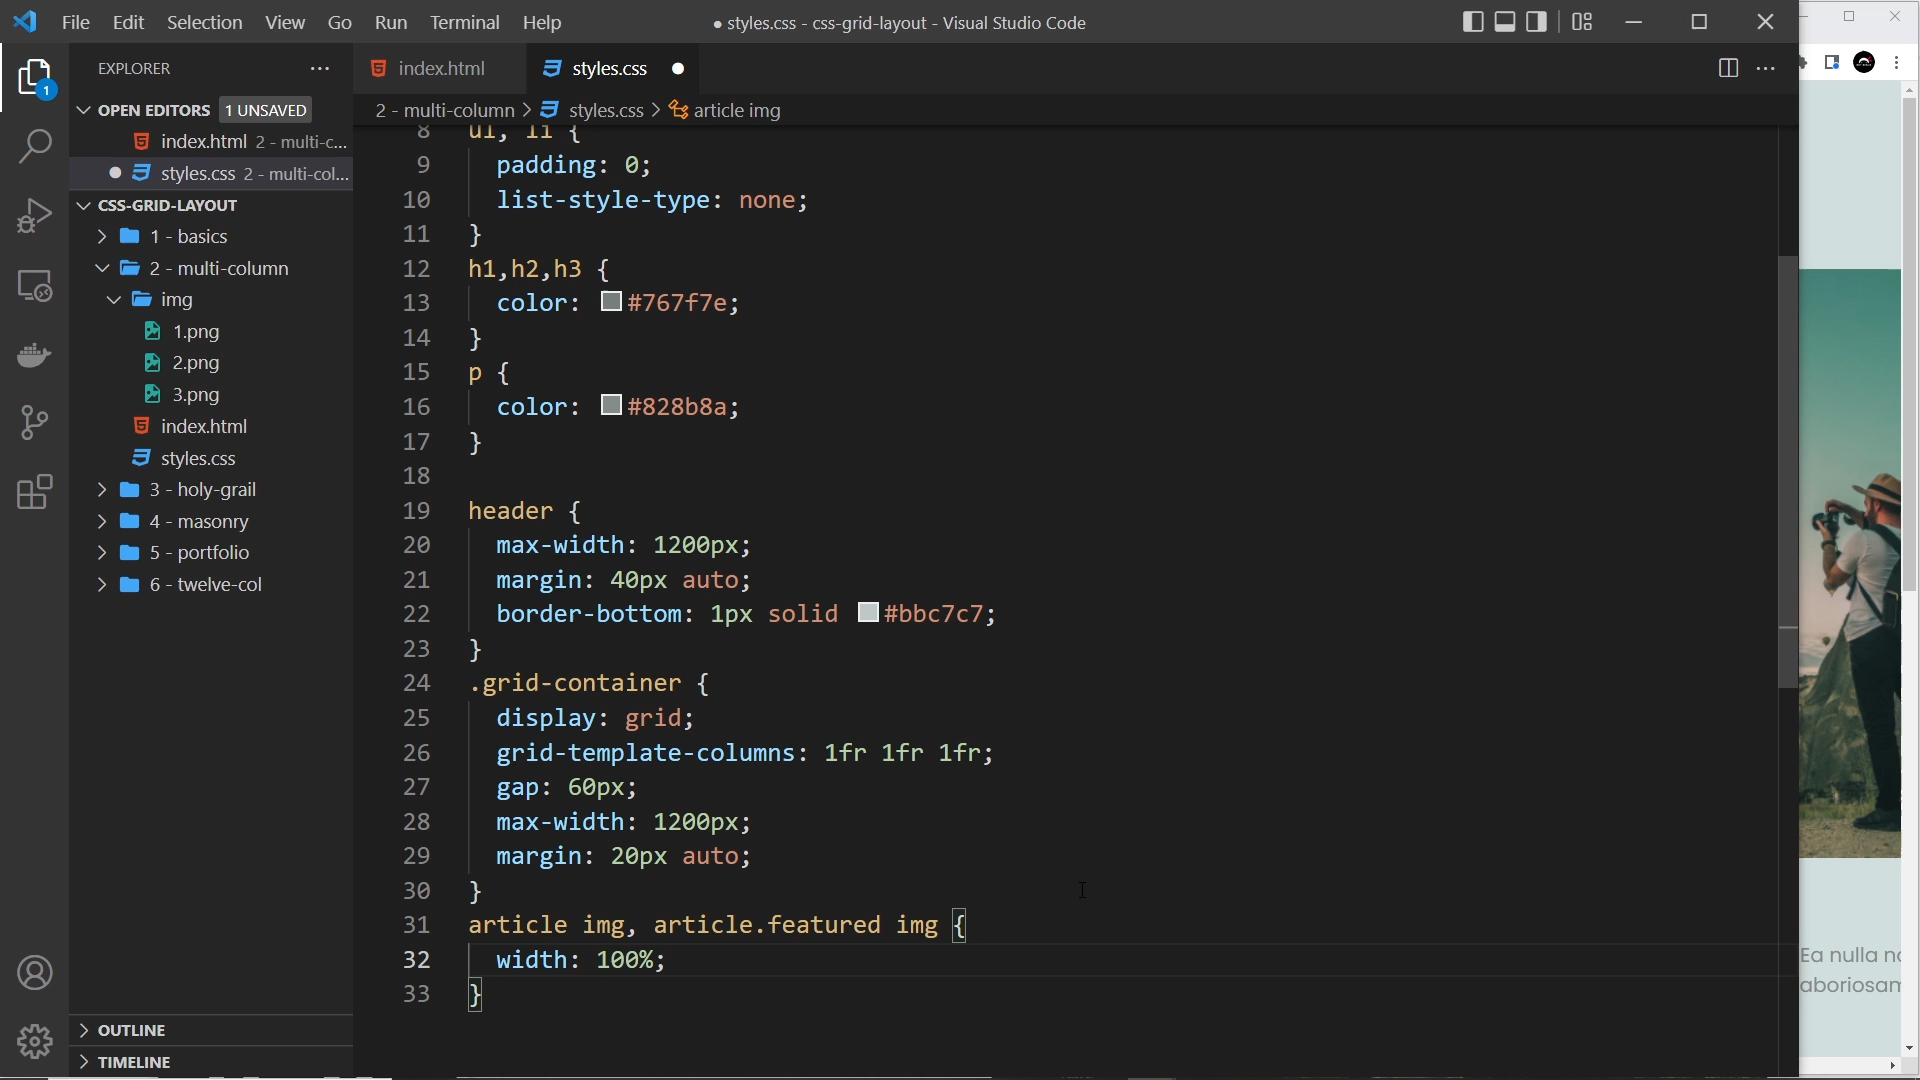 File Edit Selection View Go Run Terminal Help
● styles.css - css-grid-layout - Visual Studio Code
EXPLORER
index.html
styles.css
1
OPEN EDITORS 1 UNSAVED
index.html 2 - multi-c...
styles.css 2 - multi-col...
CSS-GRID-LAYOUT
1 - basics
2 - multi-column
img
1.png
2.png
3.png
index.html
styles.css
3 - holy-grail
4 - masonry
5 - portfolio
6 - twelve-col
OUTLINE
TIMELINE
2 - multi-column > styles.css > article img
8 ul, li {
9 padding: 0;
10 list-style-type: none;
11 }
12 h1,h2,h3 {
13 color: #767f7e;
14 }
15 p {
16 color: #828b8a;
17 }
18
19 header {
20 max-width: 1200px;
21 margin: 40px auto;
22 border-bottom: 1px solid #bbc7c7;
23 }
24 .grid-container {
25 display: grid;
26 grid-template-columns: 1fr 1fr 1fr;
27 gap: 60px;
28 max-width: 1200px;
29 margin: 20px auto;
30 }
31 article img, article.featured img {
32 width: 100%;
33 }
Ea nulla n
aboriosam